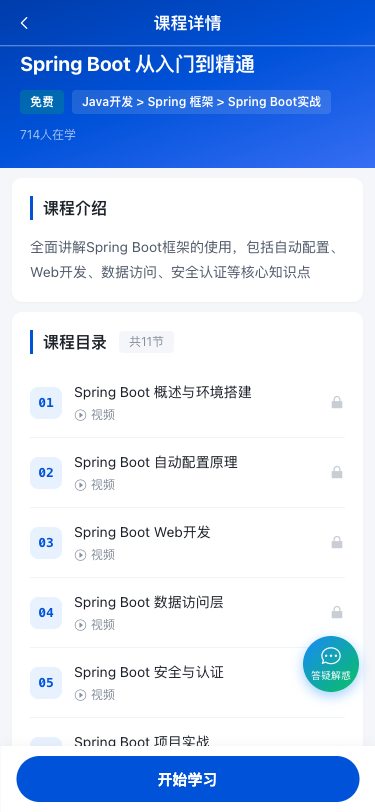 课程详情
Spring Boot 从入门到精通
免费
Java开发 > Spring 框架 > Spring Boot实战
714人在学
课程介绍
全面讲解Spring Boot框架的使用，包括自动配置、
Web开发、数据访问、安全认证等核心知识点
课程目录
共11节
01
Spring Boot 概述与环境搭建
视频
02
Spring Boot 自动配置原理
视频
03
Spring Boot Web开发
视频
04
Spring Boot 数据访问层
视频
答疑解惑
05
Spring Boot 安全与认证
视频
Spring Boot 项目实战
开始学习